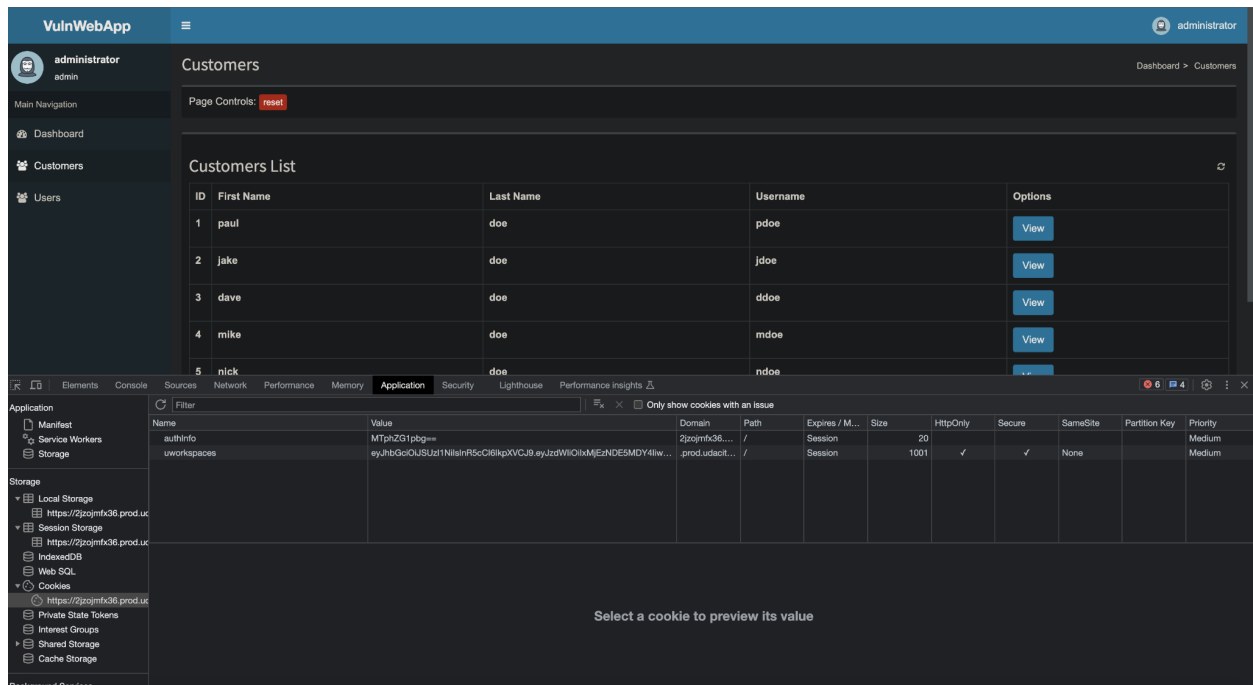 VulnWebApp
administrator
administrator
admin
Main Navigation
Dashboard
Customers
Users
Customers
Dashboard > Customers
Page Controls: reset
Customers List
ID First Name Last Name Username Options
1 paul doe pdoe View
2 jake doe jdoe View
3 dave doe ddoe View
4 mike doe mdoe View
5 nick doe ndoe
Elements Console Sources Network Performance Memory Application Security Lighthouse Performance insights 6 4
Application
Manifest
Service Workers
Storage
Storage
Local Storage
https://2jzojmfx36.prod.uc
Session Storage
https://2jzojmfx36.prod.uc
IndexedDB
Web SQL
Cookies
https://2jzojmfx36.prod.uc
Private State Tokens
Interest Groups
Shared Storage
Cache Storage
Filter Only show cookies with an issue
Name Value Domain Path Expires / M... Size HttpOnly Secure SameSite Partition Key Priority
authInfo MTphZG1pbg== 2jzojmfx36.... / Session 20 Medium
uworkspaces .prod.udacit... / Session 1001 ✓ ✓ None Medium
Select a cookie to preview its value